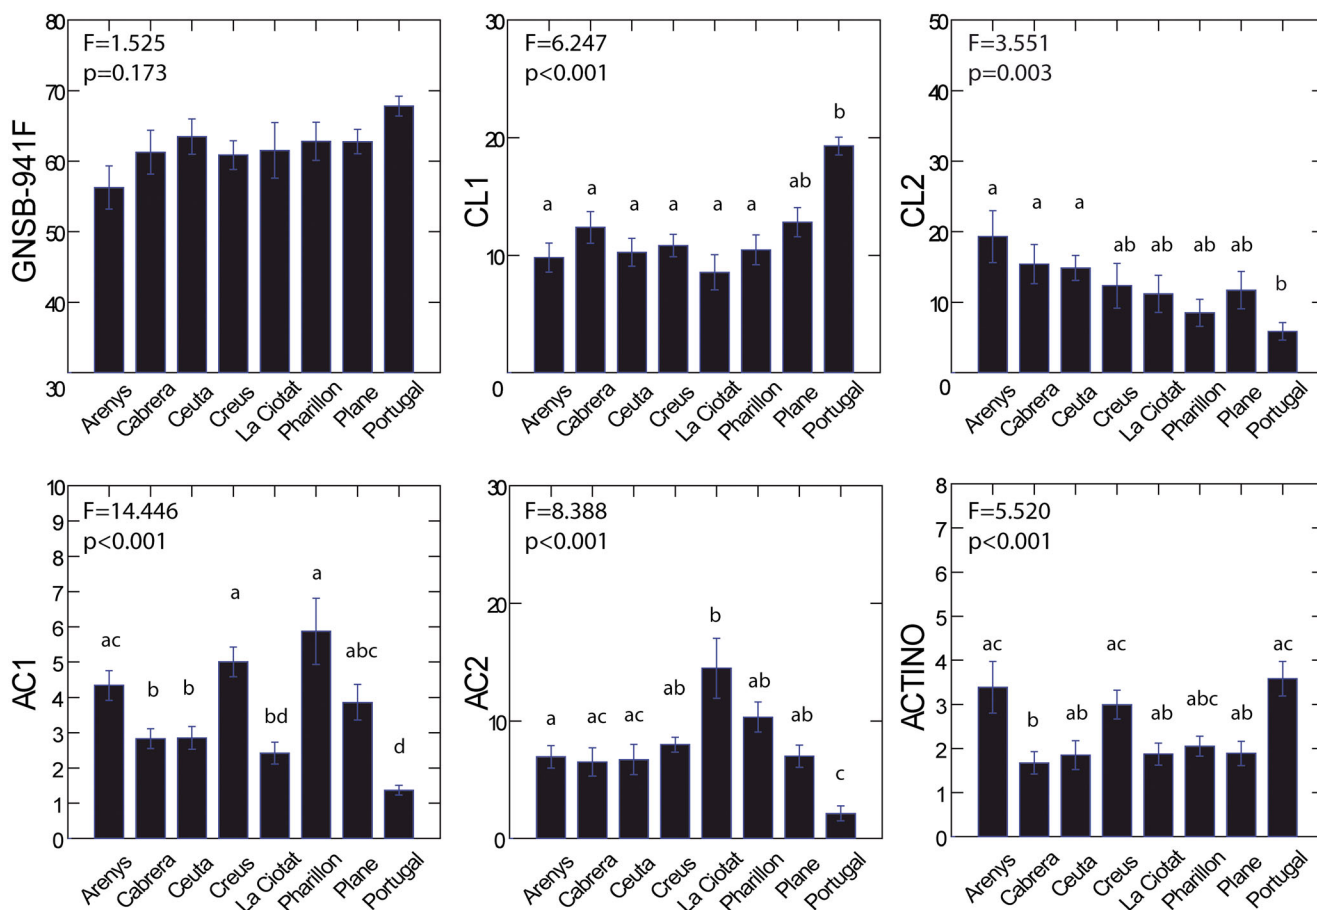 80
70
60
50
40
30
GNSB-941F
F=1.525
p=0.173
Arenys
Cabrera
Ceuta
Creus
La Ciotat
Pharillon
Plane
Portugal
30
20
10
0
CL1
F=6.247
p<0.001
a
a
a
a
a
a
ab
b
Arenys
Cabrera
Ceuta
Creus
La Ciotat
Pharillon
Plane
Portugal
50
40
30
20
10
0
CL2
F=3.551
p=0.003
a
a
a
ab
ab
ab
ab
b
Arenys
Cabrera
Ceuta
Creus
La Ciotat
Pharillon
Plane
Portugal
10
9
8
7
6
5
4
3
2
1
0
AC1
F=14.446
p<0.001
ac
b
b
a
bd
a
abc
d
Arenys
Cabrera
Ceuta
Creus
La Ciotat
Pharillon
Plane
Portugal
30
20
10
0
AC2
F=8.388
p<0.001
a
ac
ac
ab
b
ab
ab
c
Arenys
Cabrera
Ceuta
Creus
La Ciotat
Pharillon
Plane
Portugal
8
7
6
5
4
3
2
1
0
ACTINO
F=5.520
p<0.001
ac
b
ab
ac
ab
abc
ab
ac
Arenys
Cabrera
Ceuta
Creus
La Ciotat
Pharillon
Plane
Portugal